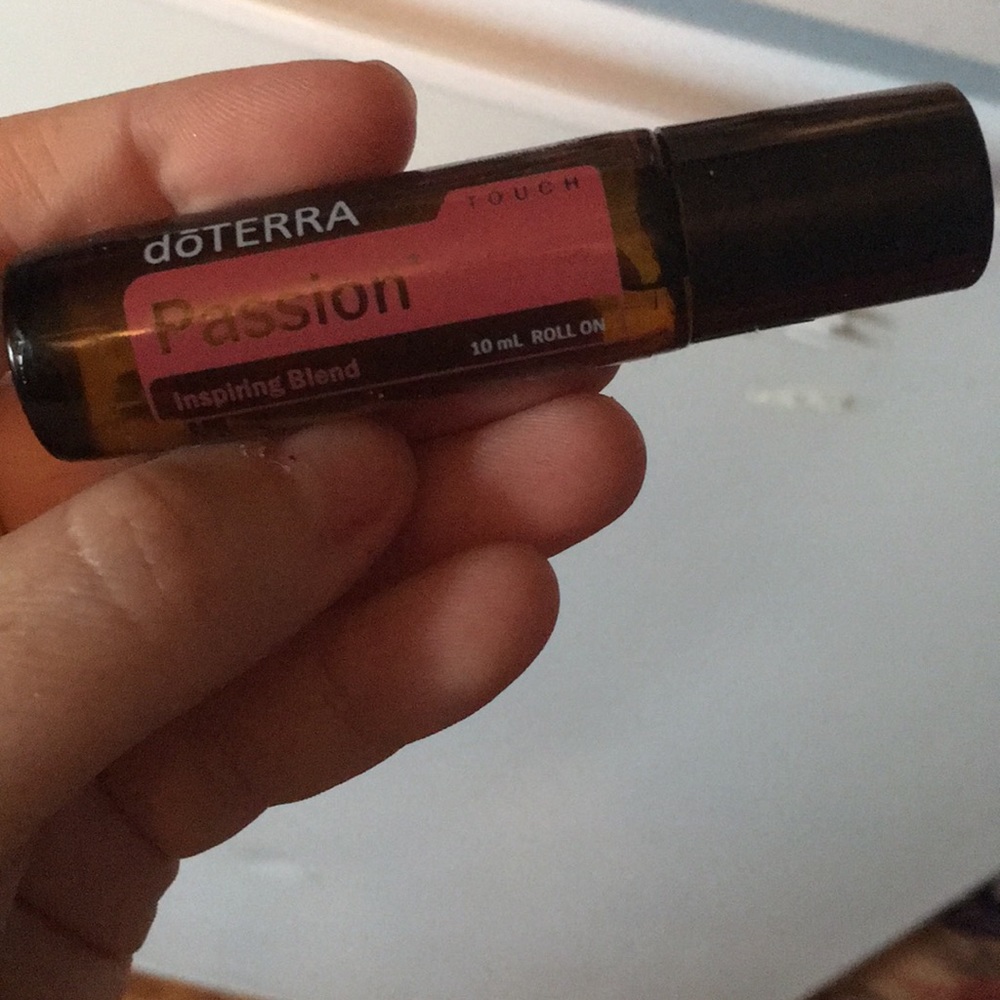 dōTERRA
TOUCH
Passion
Inspiring Blend
10 mL ROLL ON